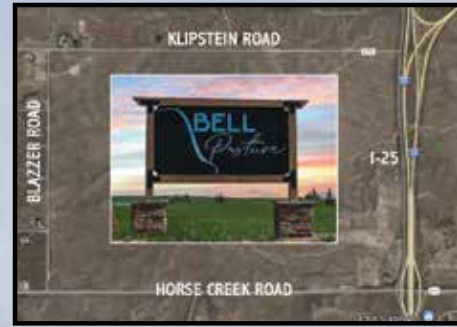 KLIPSTEIN ROAD
BLAZZER ROAD
BELL
Pasture
I-25
HORSE CREEK ROAD